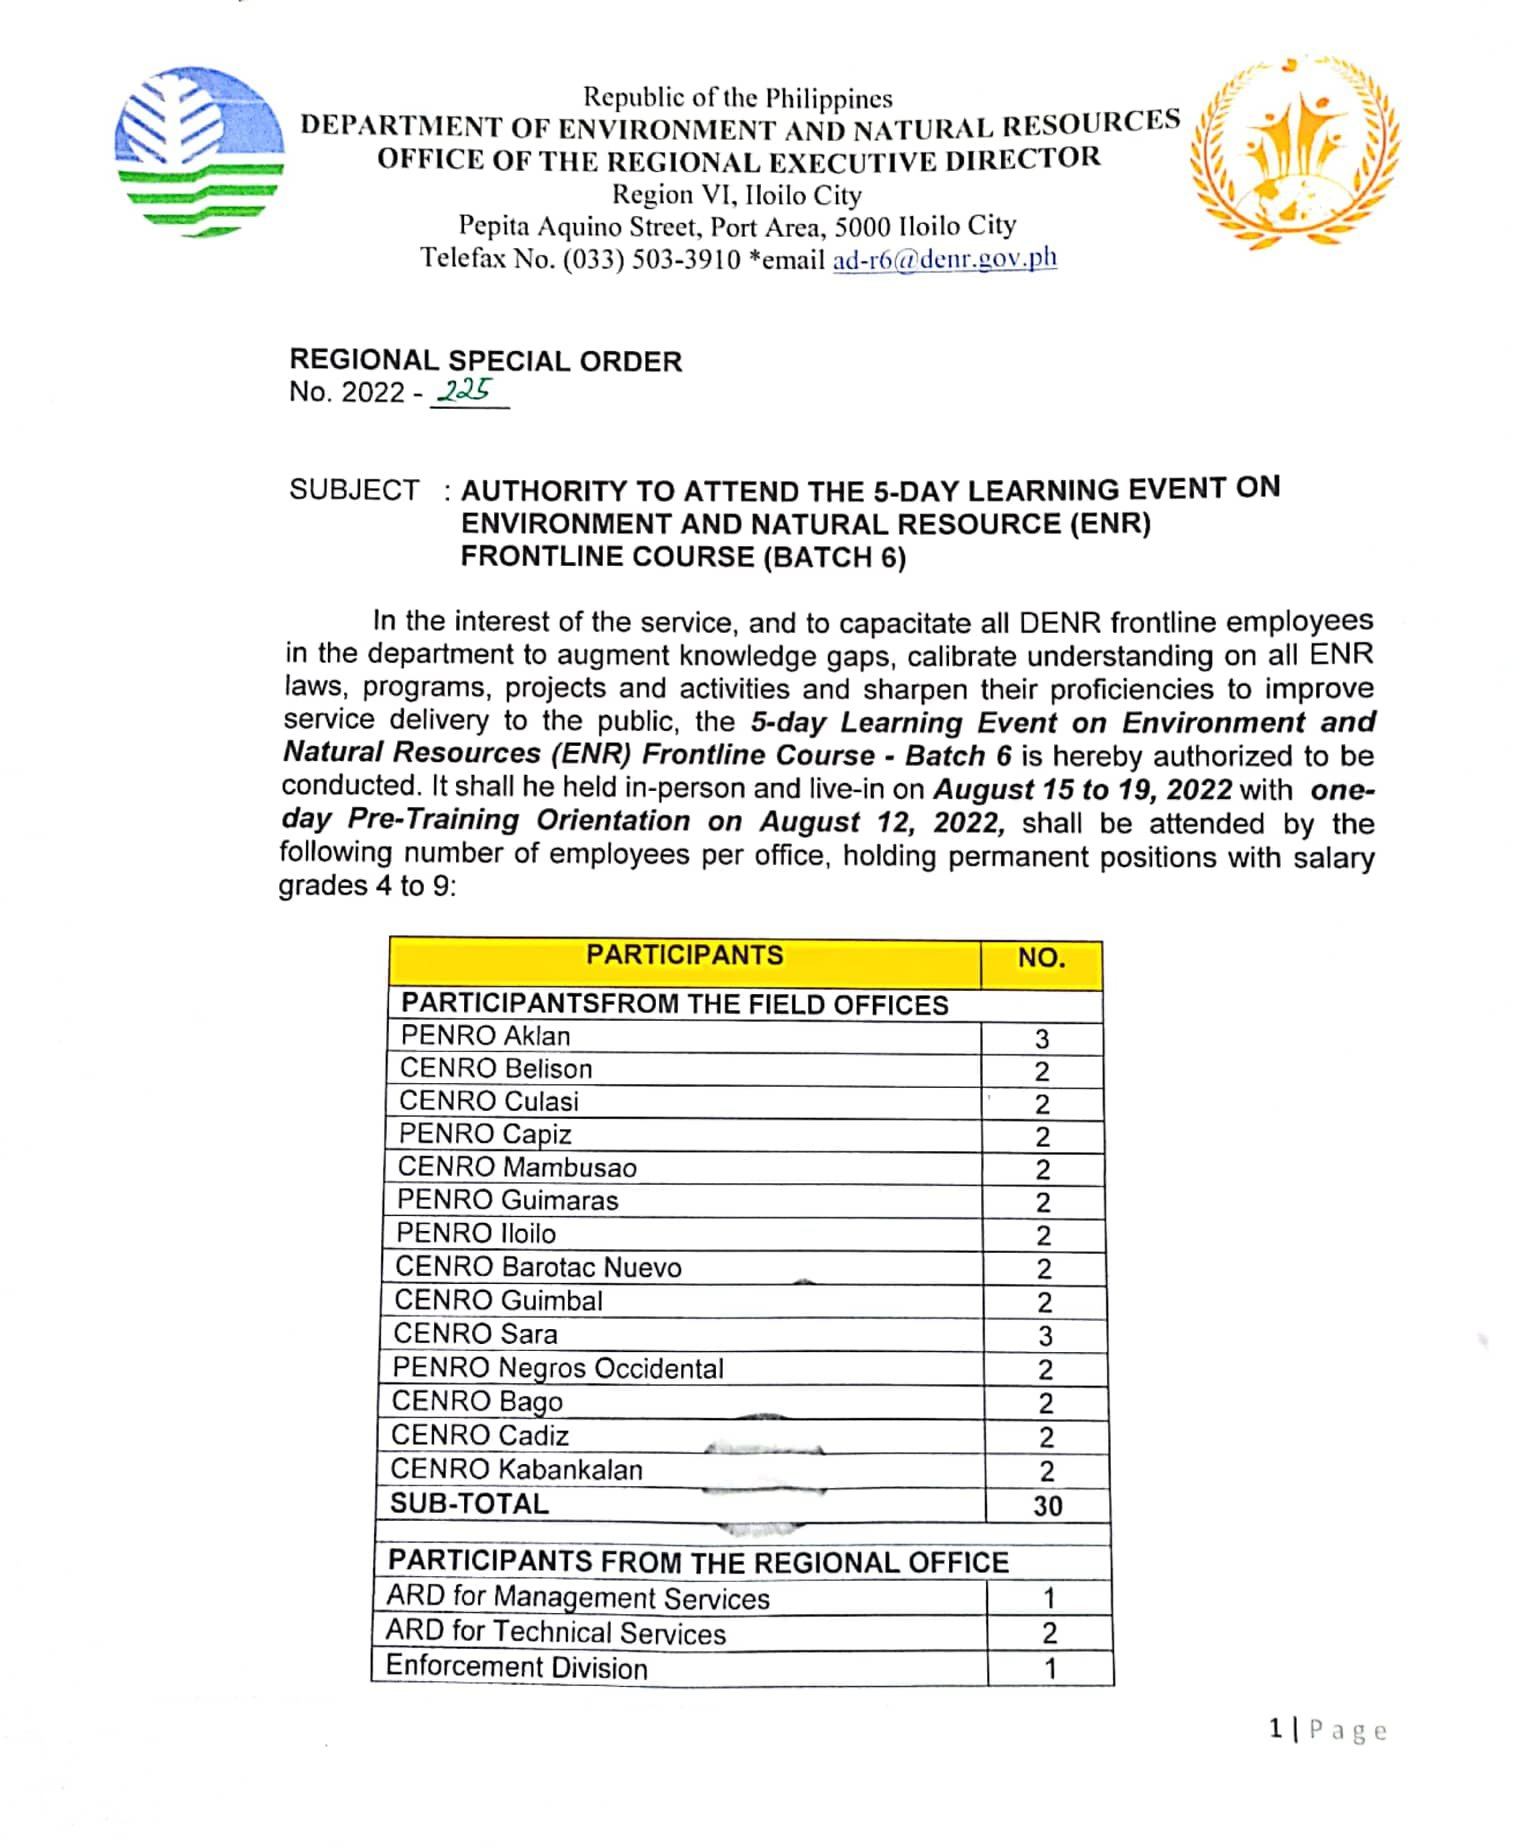 Republic of the Philippines
DEPARTMENT OF ENVIRONMENT AND NATURAL RESOURCES
OFFICE OF THE REGIONAL EXECUTIVE DIRECTOR
Region VI, Iloilo City
Pepita Aquino Street, Port Area, 5000 Iloilo City
Telefax No. (033) 503-3910 *email ad-r6@denr.gov.ph
REGIONAL SPECIAL ORDER
No. 2022 - 225
SUBJECT : AUTHORITY TO ATTEND THE 5-DAY LEARNING EVENT ON
ENVIRONMENT AND NATURAL RESOURCE (ENR)
FRONTLINE COURSE (BATCH 6)
In the interest of the service, and to capacitate all DENR frontline employees
in the department to augment knowledge gaps, calibrate understanding on all ENR
laws, programs, projects and activities and sharpen their proficiencies to improve
service delivery to the public, the 5-day Learning Event on Environment and
Natural Resources (ENR) Frontline Course - Batch 6 is hereby authorized to be
conducted. It shall he held in-person and live-in on August 15 to 19, 2022 with one-
day Pre-Training Orientation on August 12, 2022, shall be attended by the
following number of employees per office, holding permanent positions with salary
grades 4 to 9:
PARTICIPANTS NO.
PARTICIPANTSFROM THE FIELD OFFICES
PENRO Aklan 3
CENRO Belison 2
CENRO Culasi 2
PENRO Capiz 2
CENRO Mambusao 2
PENRO Guimaras 2
PENRO Iloilo 2
CENRO Barotac Nuevo 2
CENRO Guimbal 2
CENRO Sara 3
PENRO Negros Occidental 2
CENRO Bago 2
CENRO Cadiz 2
CENRO Kabankalan 2
SUB-TOTAL 30
PARTICIPANTS FROM THE REGIONAL OFFICE
ARD for Management Services 1
ARD for Technical Services 2
Enforcement Division 1
1 | Page